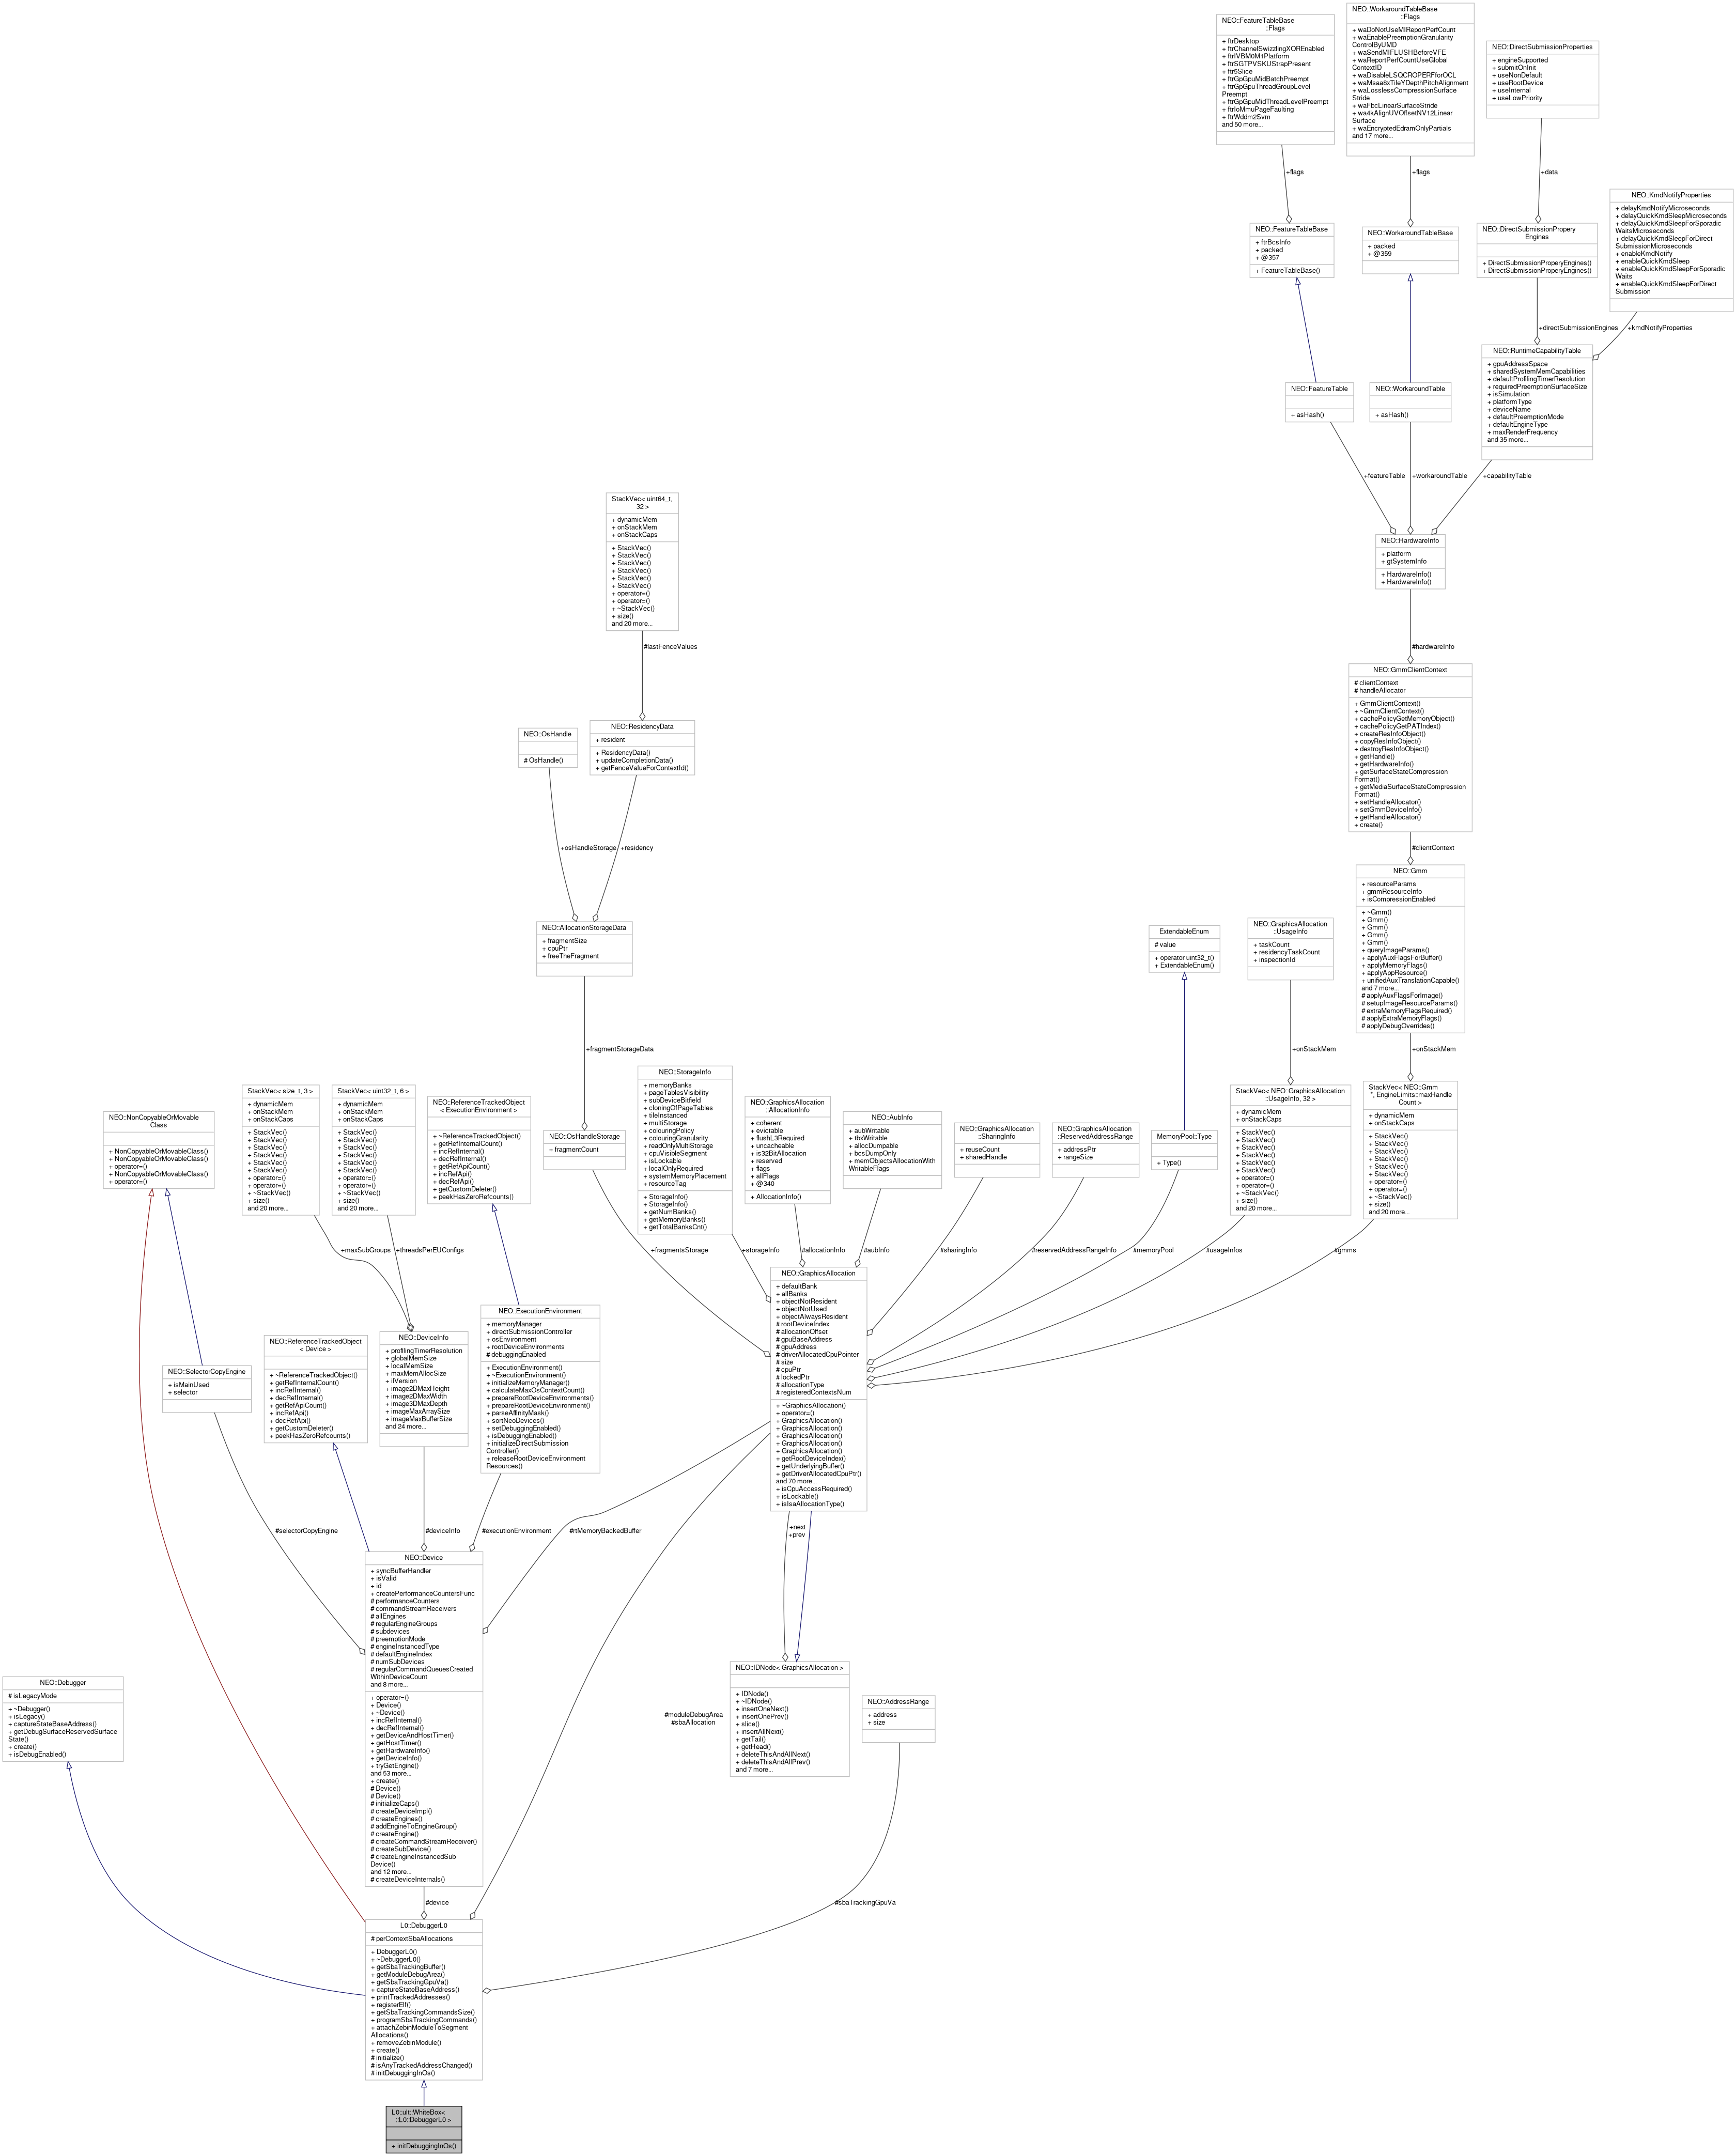 NEO::FeatureTableBase
::Flags
+ ftrDesktop
+ ftrChannelSwizzlingXOREnabled
+ ftrIVBM0M1Platform
+ ftrSGTPVSKUStrapPresent
+ ftr5Slice
+ ftrGpGpuMidBatchPreempt
+ ftrGpGpuThreadGroupLevel
Preempt
+ ftrGpGpuMidThreadLevelPreempt
+ ftrIoMmuPageFaulting
+ ftrWddm2Svm
and 50 more...
NEO::WorkaroundTableBase
::Flags
+ waDoNotUseMIReportPerfCount
+ waEnablePreemptionGranularity
ControlByUMD
+ waSendMIFLUSHBeforeVFE
+ waReportPerfCountUseGlobal
ContextID
+ waDisableLSQCROPERFforOCL
+ waMsaa8xTileYDepthPitchAlignment
+ waLosslessCompressionSurface
Stride
+ waFbcLinearSurfaceStride
+ wa4kAlignUVOffsetNV12Linear
Surface
+ waEncryptedEdramOnlyPartials
and 17 more...
NEO::DirectSubmissionProperties
+ engineSupported
+ submitOnInit
+ useNonDefault
+ useRootDevice
+ useInternal
+ useLowPriority
+flags
+flags
+data
NEO::KmdNotifyProperties
+ delayKmdNotifyMicroseconds
+ delayQuickKmdSleepMicroseconds
+ delayQuickKmdSleepForSporadic
WaitsMicroseconds
+ delayQuickKmdSleepForDirect
SubmissionMicroseconds
+ enableKmdNotify
+ enableQuickKmdSleep
+ enableQuickKmdSleepForSporadic
Waits
+ enableQuickKmdSleepForDirect
Submission
NEO::FeatureTableBase
+ ftrBcsInfo
+ packed
+ @357
+ FeatureTableBase()
NEO::WorkaroundTableBase
+ packed
+ @359
NEO::DirectSubmissionPropery
Engines
+ DirectSubmissionProperyEngines()
+ DirectSubmissionProperyEngines()
+directSubmissionEngines
+kmdNotifyProperties
NEO::RuntimeCapabilityTable
+ gpuAddressSpace
+ sharedSystemMemCapabilities
+ defaultProfilingTimerResolution
+ requiredPreemptionSurfaceSize
+ isSimulation
+ platformType
+ deviceName
+ defaultPreemptionMode
+ defaultEngineType
+ maxRenderFrequency
and 35 more...
NEO::FeatureTable
+ asHash()
NEO::WorkaroundTable
+ asHash()
+featureTable
+workaroundTable
+capabilityTable
StackVec< uint64_t,
32 >
+ dynamicMem
+ onStackMem
+ onStackCaps
+ StackVec()
+ StackVec()
+ StackVec()
+ StackVec()
+ StackVec()
+ StackVec()
+ operator=()
+ operator=()
+ ~StackVec()
+ size()
and 20 more...
NEO::HardwareInfo
+ platform
+ gtSystemInfo
+ HardwareInfo()
+ HardwareInfo()
#lastFenceValues
#hardwareInfo
NEO::GmmClientContext
# clientContext
# handleAllocator
+ GmmClientContext()
+ ~GmmClientContext()
+ cachePolicyGetMemoryObject()
+ cachePolicyGetPATIndex()
+ createResInfoObject()
+ copyResInfoObject()
+ destroyResInfoObject()
+ getHandle()
+ getHardwareInfo()
+ getSurfaceStateCompression
Format()
+ getMediaSurfaceStateCompression
Format()
+ setHandleAllocator()
+ setGmmDeviceInfo()
+ getHandleAllocator()
+ create()
NEO::OsHandle
# OsHandle()
NEO::ResidencyData
+ resident
+ ResidencyData()
+ updateCompletionData()
+ getFenceValueForContextId()
+osHandleStorage
+residency
#clientContext
NEO::Gmm
+ resourceParams
+ gmmResourceInfo
+ isCompressionEnabled
+ ~Gmm()
+ Gmm()
+ Gmm()
+ Gmm()
+ Gmm()
+ queryImageParams()
+ applyAuxFlagsForBuffer()
+ applyMemoryFlags()
+ applyAppResource()
+ unifiedAuxTranslationCapable()
and 7 more...
# applyAuxFlagsForImage()
# setupImageResourceParams()
# extraMemoryFlagsRequired()
# applyExtraMemoryFlags()
# applyDebugOverrides()
NEO::AllocationStorageData
+ fragmentSize
+ cpuPtr
+ freeTheFragment
ExtendableEnum
# value
+ operator uint32_t()
+ ExtendableEnum()
NEO::GraphicsAllocation
::UsageInfo
+ taskCount
+ residencyTaskCount
+ inspectionId
+fragmentStorageData
+onStackMem
+onStackMem
NEO::NonCopyableOrMovable
Class
+ NonCopyableOrMovableClass()
+ NonCopyableOrMovableClass()
+ operator=()
+ NonCopyableOrMovableClass()
+ operator=()
StackVec< size_t, 3 >
+ dynamicMem
+ onStackMem
+ onStackCaps
+ StackVec()
+ StackVec()
+ StackVec()
+ StackVec()
+ StackVec()
+ StackVec()
+ operator=()
+ operator=()
+ ~StackVec()
+ size()
and 20 more...
StackVec< uint32_t, 6 >
+ dynamicMem
+ onStackMem
+ onStackCaps
+ StackVec()
+ StackVec()
+ StackVec()
+ StackVec()
+ StackVec()
+ StackVec()
+ operator=()
+ operator=()
+ ~StackVec()
+ size()
and 20 more...
NEO::ReferenceTrackedObject
< ExecutionEnvironment >
+ ~ReferenceTrackedObject()
+ getRefInternalCount()
+ incRefInternal()
+ decRefInternal()
+ getRefApiCount()
+ incRefApi()
+ decRefApi()
+ getCustomDeleter()
+ peekHasZeroRefcounts()
NEO::OsHandleStorage
+ fragmentCount
NEO::StorageInfo
+ memoryBanks
+ pageTablesVisibility
+ subDeviceBitfield
+ cloningOfPageTables
+ tileInstanced
+ multiStorage
+ colouringPolicy
+ colouringGranularity
+ readOnlyMultiStorage
+ cpuVisibleSegment
+ isLockable
+ localOnlyRequired
+ systemMemoryPlacement
+ resourceTag
+ StorageInfo()
+ StorageInfo()
+ getNumBanks()
+ getMemoryBanks()
+ getTotalBanksCnt()
NEO::GraphicsAllocation
::AllocationInfo
+ coherent
+ evictable
+ flushL3Required
+ uncacheable
+ is32BitAllocation
+ reserved
+ flags
+ allFlags
+ @340
+ AllocationInfo()
NEO::AubInfo
+ aubWritable
+ tbxWritable
+ allocDumpable
+ bcsDumpOnly
+ memObjectsAllocationWith
WritableFlags
NEO::GraphicsAllocation
::SharingInfo
+ reuseCount
+ sharedHandle
NEO::GraphicsAllocation
::ReservedAddressRange
+ addressPtr
+ rangeSize
MemoryPool::Type
+ Type()
StackVec< NEO::GraphicsAllocation
::UsageInfo, 32 >
+ dynamicMem
+ onStackCaps
+ StackVec()
+ StackVec()
+ StackVec()
+ StackVec()
+ StackVec()
+ StackVec()
+ operator=()
+ operator=()
+ ~StackVec()
+ size()
and 20 more...
StackVec< NEO::Gmm
*, EngineLimits::maxHandle
Count >
+ dynamicMem
+ onStackCaps
+ StackVec()
+ StackVec()
+ StackVec()
+ StackVec()
+ StackVec()
+ StackVec()
+ operator=()
+ operator=()
+ ~StackVec()
+ size()
and 20 more...
+maxSubGroups
+threadsPerEUConfigs
+fragmentsStorage
+storageInfo
#allocationInfo
#aubInfo
#sharingInfo
#reservedAddressRangeInfo
#memoryPool
#usageInfos
#gmms
NEO::SelectorCopyEngine
+ isMainUsed
+ selector
NEO::ReferenceTrackedObject
< Device >
+ ~ReferenceTrackedObject()
+ getRefInternalCount()
+ incRefInternal()
+ decRefInternal()
+ getRefApiCount()
+ incRefApi()
+ decRefApi()
+ getCustomDeleter()
+ peekHasZeroRefcounts()
NEO::DeviceInfo
+ profilingTimerResolution
+ globalMemSize
+ localMemSize
+ maxMemAllocSize
+ ilVersion
+ image2DMaxHeight
+ image2DMaxWidth
+ image3DMaxDepth
+ imageMaxArraySize
+ imageMaxBufferSize
and 24 more...
NEO::ExecutionEnvironment
+ memoryManager
+ directSubmissionController
+ osEnvironment
+ rootDeviceEnvironments
# debuggingEnabled
+ ExecutionEnvironment()
+ ~ExecutionEnvironment()
+ initializeMemoryManager()
+ calculateMaxOsContextCount()
+ prepareRootDeviceEnvironments()
+ prepareRootDeviceEnvironment()
+ parseAffinityMask()
+ sortNeoDevices()
+ setDebuggingEnabled()
+ isDebuggingEnabled()
+ initializeDirectSubmission
Controller()
+ releaseRootDeviceEnvironment
Resources()
NEO::GraphicsAllocation
+ defaultBank
+ allBanks
+ objectNotResident
+ objectNotUsed
+ objectAlwaysResident
# rootDeviceIndex
# allocationOffset
# gpuBaseAddress
# gpuAddress
# driverAllocatedCpuPointer
# size
# cpuPtr
# lockedPtr
# allocationType
# registeredContextsNum
+ ~GraphicsAllocation()
+ operator=()
+ GraphicsAllocation()
+ GraphicsAllocation()
+ GraphicsAllocation()
+ GraphicsAllocation()
+ GraphicsAllocation()
+ getRootDeviceIndex()
+ getUnderlyingBuffer()
+ getDriverAllocatedCpuPtr()
and 70 more...
+ isCpuAccessRequired()
+ isLockable()
+ isIsaAllocationType()
#selectorCopyEngine
#deviceInfo
#executionEnvironment
#rtMemoryBackedBuffer
+next
+prev
NEO::Device
+ syncBufferHandler
+ isValid
+ id
+ createPerformanceCountersFunc
# performanceCounters
# commandStreamReceivers
# allEngines
# regularEngineGroups
# subdevices
# preemptionMode
# engineInstancedType
# defaultEngineIndex
# numSubDevices
# regularCommandQueuesCreated
WithinDeviceCount
and 8 more...
+ operator=()
+ Device()
+ ~Device()
+ incRefInternal()
+ decRefInternal()
+ getDeviceAndHostTimer()
+ getHostTimer()
+ getHardwareInfo()
+ getDeviceInfo()
+ tryGetEngine()
and 53 more...
+ create()
# Device()
# Device()
# initializeCaps()
# createDeviceImpl()
# createEngines()
# addEngineToEngineGroup()
# createEngine()
# createCommandStreamReceiver()
# createSubDevice()
# createEngineInstancedSub
Device()
and 12 more...
# createDeviceInternals()
NEO::Debugger
# isLegacyMode
+ ~Debugger()
+ isLegacy()
+ captureStateBaseAddress()
+ getDebugSurfaceReservedSurface
State()
+ create()
+ isDebugEnabled()
#moduleDebugArea
#sbaAllocation
NEO::IDNode< GraphicsAllocation >
+ IDNode()
+ ~IDNode()
+ insertOneNext()
+ insertOnePrev()
+ slice()
+ insertAllNext()
+ getTail()
+ getHead()
+ deleteThisAndAllNext()
+ deleteThisAndAllPrev()
and 7 more...
NEO::AddressRange
+ address
+ size
#device
#sbaTrackingGpuVa
L0::DebuggerL0
# perContextSbaAllocations
+ DebuggerL0()
+ ~DebuggerL0()
+ getSbaTrackingBuffer()
+ getModuleDebugArea()
+ getSbaTrackingGpuVa()
+ captureStateBaseAddress()
+ printTrackedAddresses()
+ registerElf()
+ getSbaTrackingCommandsSize()
+ programSbaTrackingCommands()
+ attachZebinModuleToSegment
Allocations()
+ removeZebinModule()
+ create()
# initialize()
# isAnyTrackedAddressChanged()
# initDebuggingInOs()
L0::ult::WhiteBox<
::L0::DebuggerL0 >
+ initDebuggingInOs()